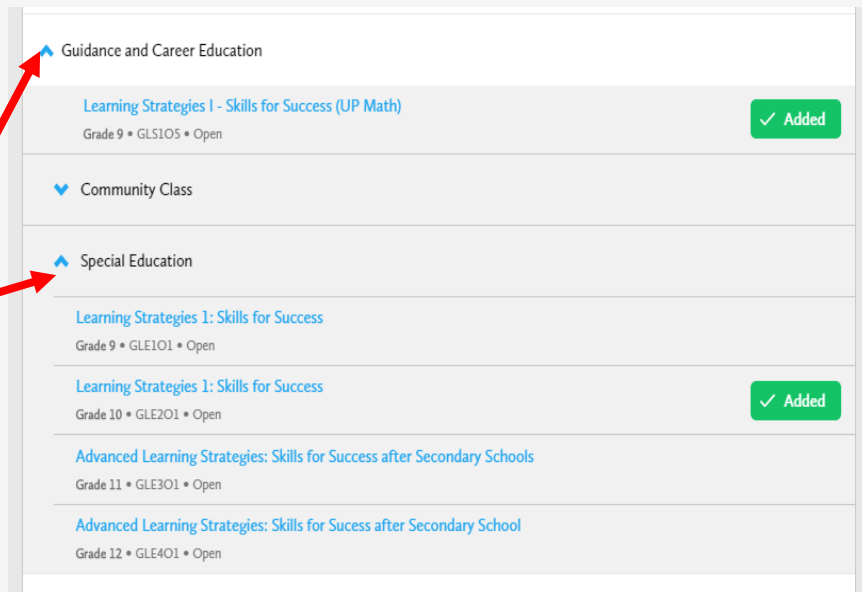 Guidance and Career Education
Learning Strategies I - Skills for Success (UP Math)
Grade 9 • GLS1O5 • Open
Added
Community Class
Special Education
Learning Strategies 1: Skills for Success
Grade 9 • GLE1O1 • Open
Learning Strategies 1: Skills for Success
Grade 10 • GLE2O1 • Open
Added
Advanced Learning Strategies: Skills for Success after Secondary Schools
Grade 11 • GLE3O1 • Open
Advanced Learning Strategies: Skills for Sucess after Secondary School
Grade 12 • GLE4O1 • Open